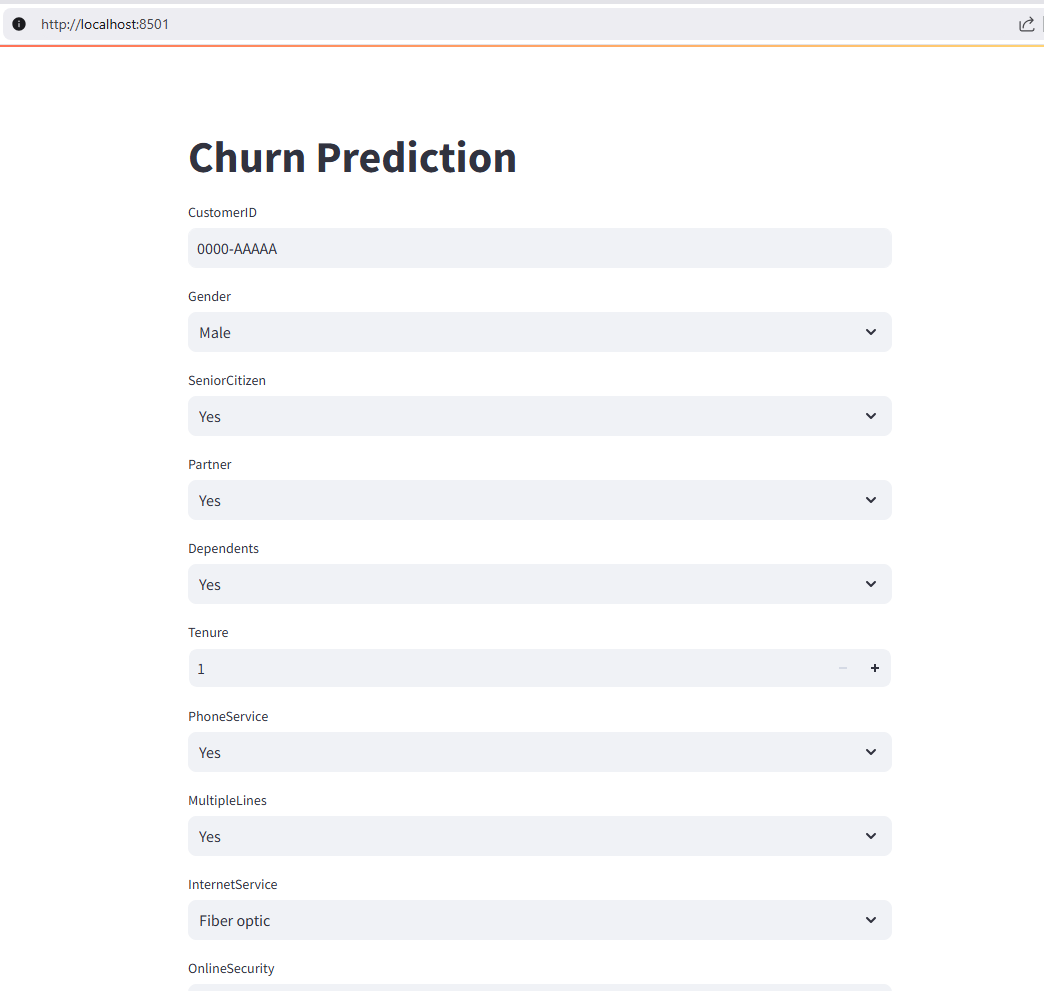 http://localhost:8501
Churn Prediction
CustomerID
0000-AAAAA
Gender
Male
SeniorCitizen
Yes
Partner
Yes
Dependents
Yes
Tenure
1
PhoneService
Yes
MultipleLines
Yes
InternetService
Fiber optic
OnlineSecurity